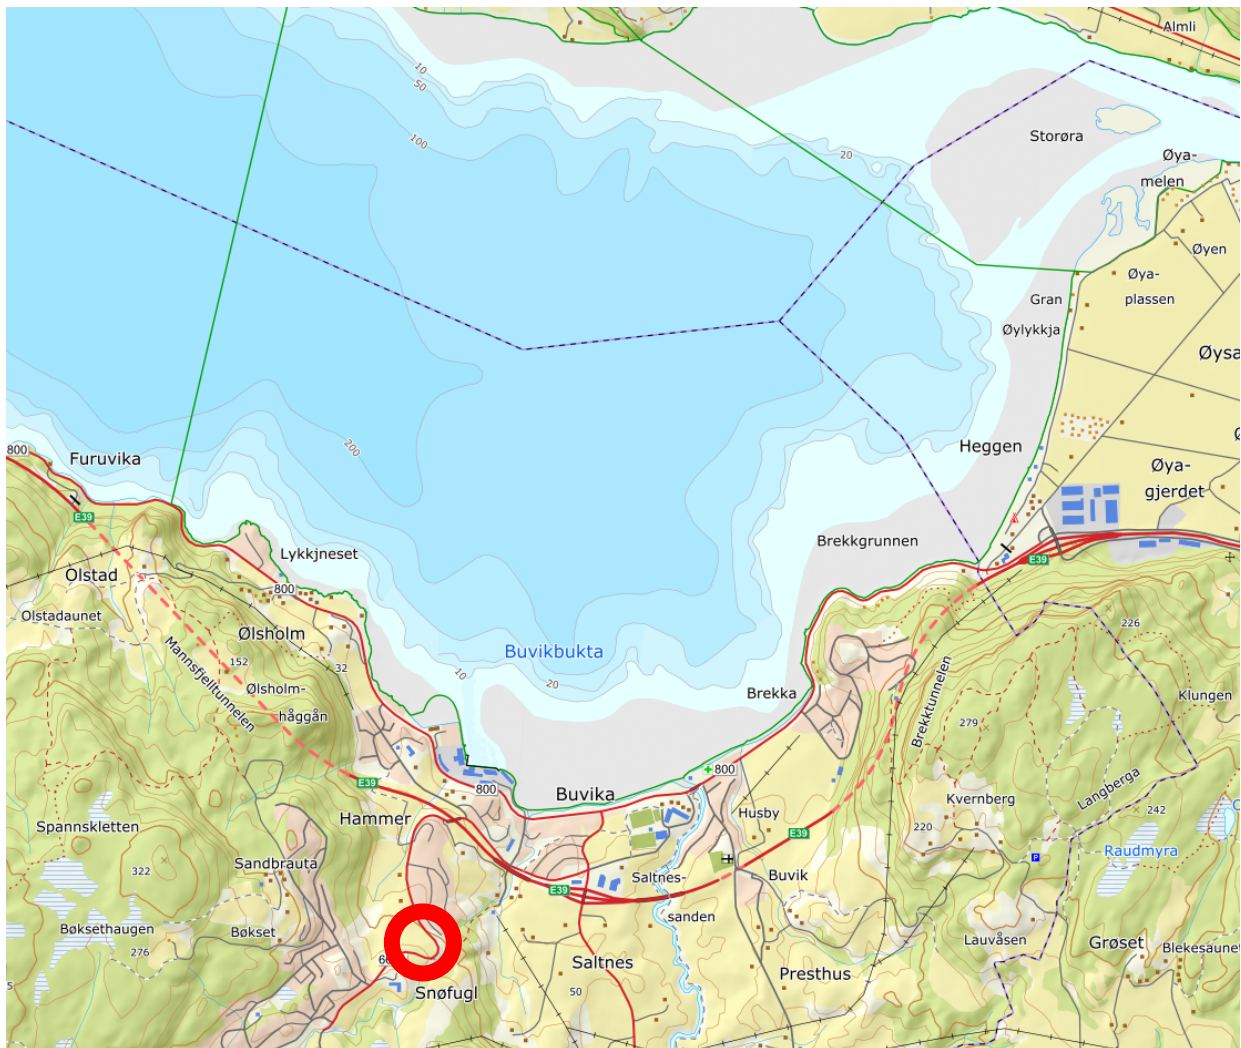 Almli
10
50
100
20
Storøra
Øya-
melen
Øyen
Øya-
plassen
Gran
Øylykkja
Øysa
200
800
Furuvika
Heggen
Øya-
gjerdet
E39
Brekkgrunnen
Lykkjneset
E39
Olstad
800
Olstadaunet
Ølsholm
226
Mannsfjelltunnelen
152
32
Buvikbukta
10
20
Ølsholm-
håggån
Brekka
Klungen
279
Brekktunnelen
800
E39
800
Buvika
Langberga
Kvernberg
242
Hammer
Husby
220
E39
Spannskletten
Raudmyra
P
322
Sandbrauta
Saltnes-
sanden
Buvik
E39
Bøksethaugen
Bøkset
276
Lauvåsen
Grøset
Blekesaunet
Saltnes
Presthus
Snøfugl
50